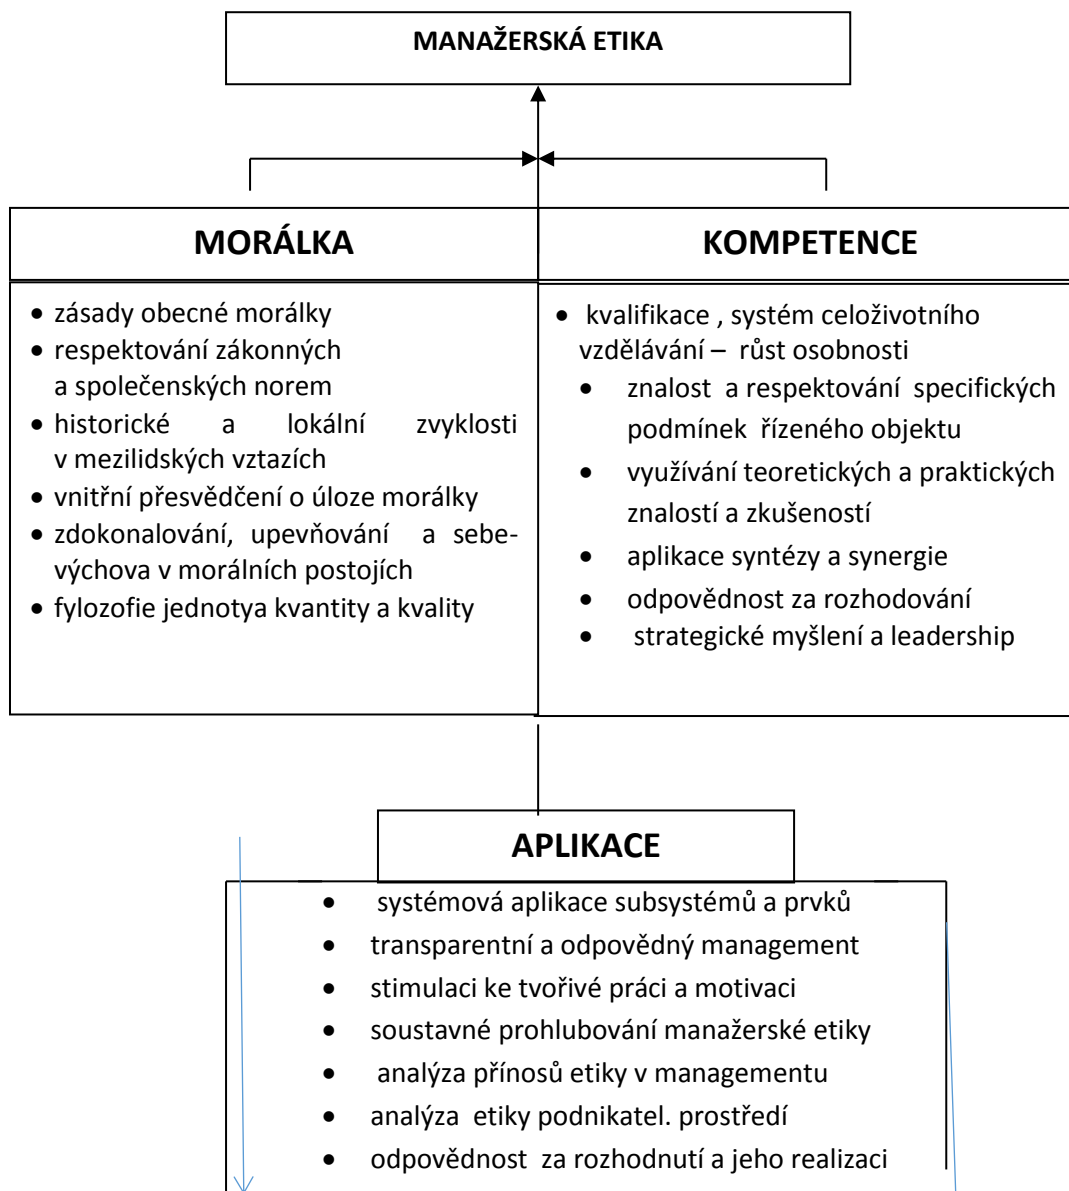 MANAŽERSKÁ ETIKA
MORÁLKA
• zásady obecné morálky
• respektování zákonných
a společenských norem
• historické a lokální zvyklosti
v mezilidských vztazích
• vnitřní přesvědčení o úloze morálky
• zdokonalování, upevňování a sebe-
výchova v morálních postojích
• fylozofie jednotya kvantity a kvality
KOMPETENCE
• kvalifikace , systém celoživotního
vzdělávání – růst osobnosti
• znalost a respektování specifických
podmínek řízeného objektu
• využívání teoretických a praktických
znalostí a zkušeností
• aplikace syntézy a synergie
• odpovědnost za rozhodování
• strategické myšlení a leadership
APLIKACE
• systémová aplikace subsystémů a prvků
• transparentní a odpovědný management
• stimulaci ke tvořivé práci a motivaci
• soustavné prohlubování manažerské etiky
• analýza přínosů etiky v managementu
• analýza etiky podnikatel. prostředí
• odpovědnost za rozhodnutí a jeho realizaci